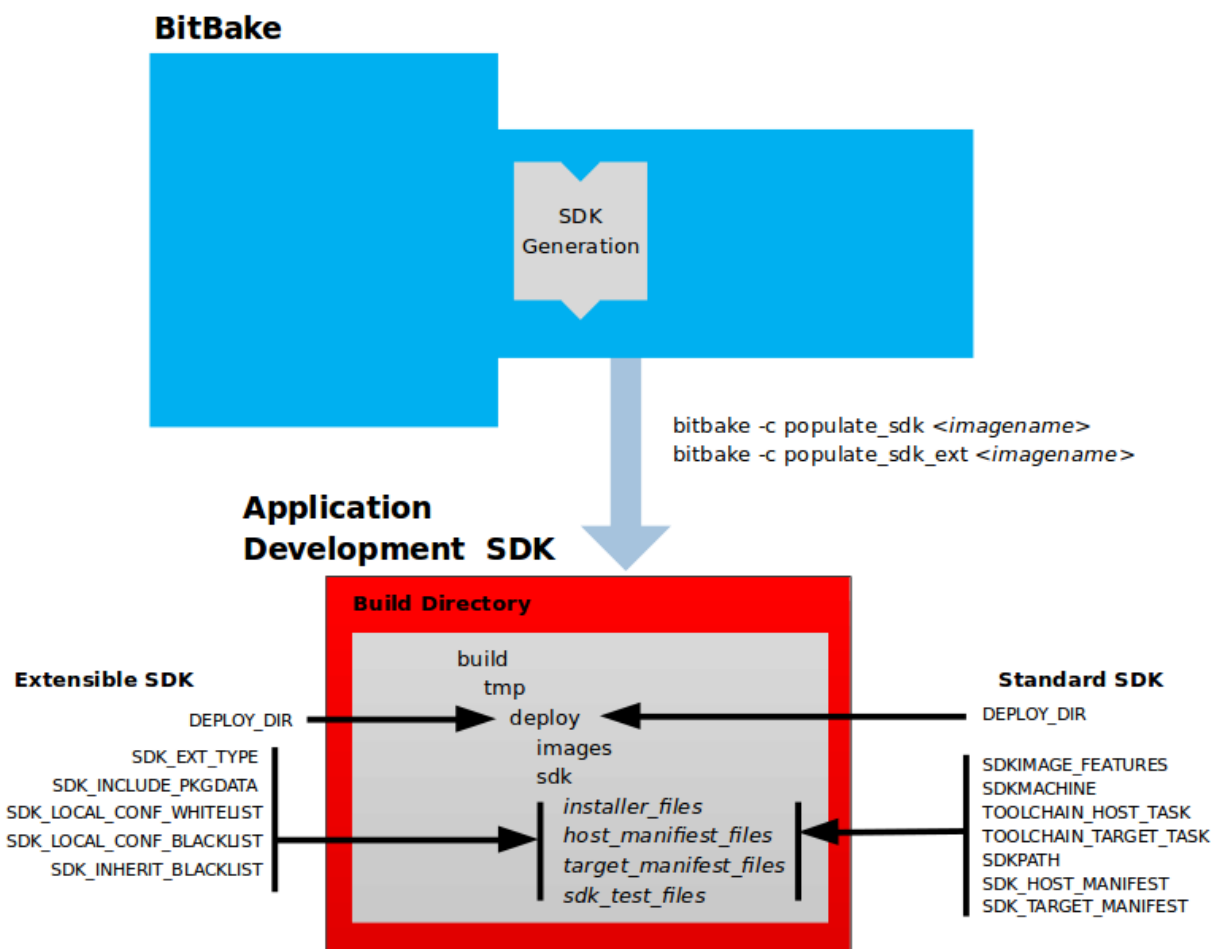 BitBake
SDK
Generation
bitbake -c populate_sdk <imagename>
bitbake -c populate_sdk_ext <imagename>
Application
Development SDK
Build Directory
build
tmp
deploy
images
sdk
installer_files
host_manifiest_files
target_manifest_files
sdk_test_files
Extensible SDK
DEPLOY_DIR
SDK_EXT_TYPE
SDK_INCLUDE_PKGDATA
SDK_LOCAL_CONF_WHITELIST
SDK_LOCAL_CONF_BLACKLIST
SDK_INHERIT_BLACKLIST
Standard SDK
DEPLOY_DIR
SDKIMAGE_FEATURES
SDKMACHINE
TOOLCHAIN_HOST_TASK
TOOLCHAIN_TARGET_TASK
SDKPATH
SDK_HOST_MANIFEST
SDK_TARGET_MANIFEST